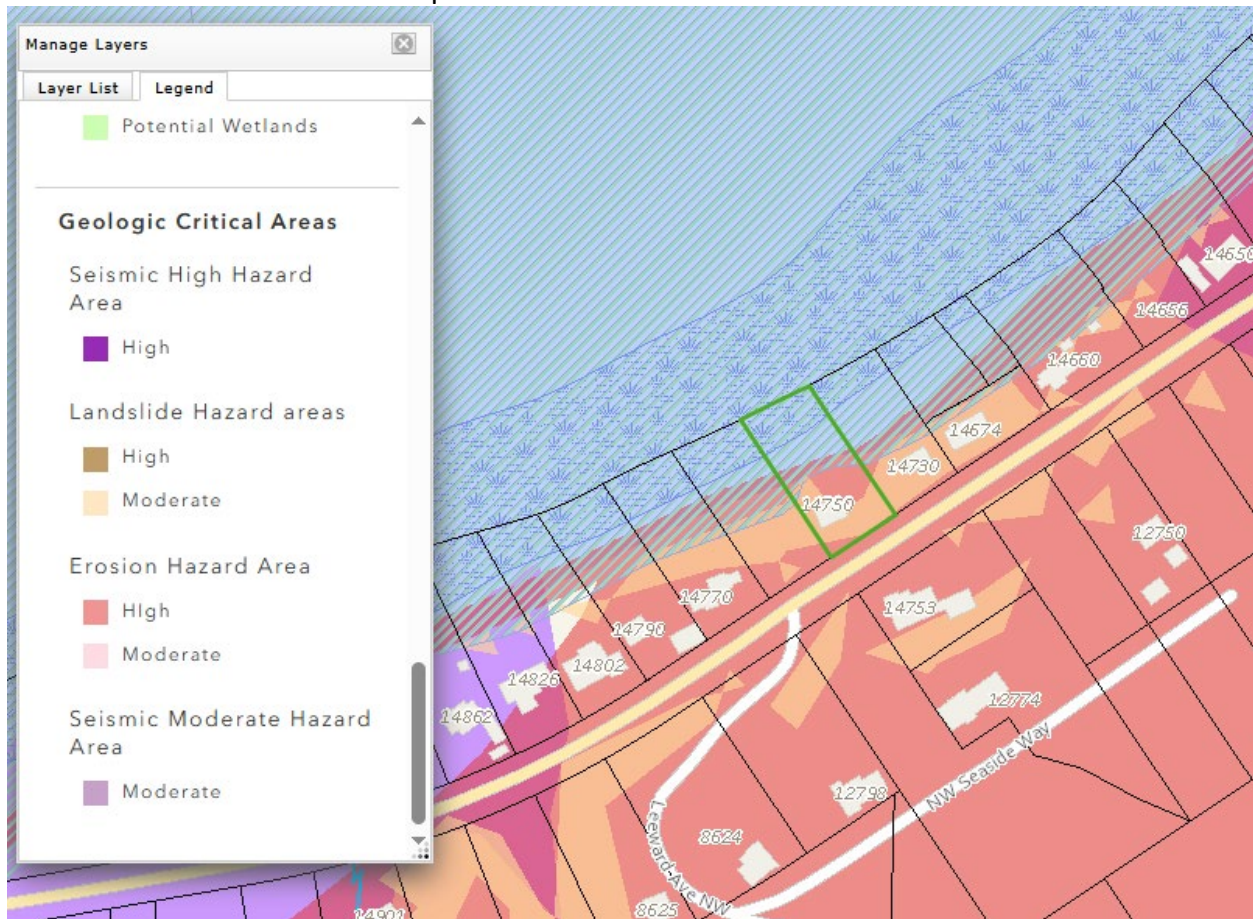 Manage Layers
Layer List
Legend
Potential Wetlands
Geologic Critical Areas
Seismic High Hazard
Area
High
Landslide Hazard areas
High
Moderate
Erosion Hazard Area
HIgh
Moderate
Seismic Moderate Hazard
Area
Moderate
14650
14656
14660
14674
14730
14750
12750
14770
14753
14790
14802
14826
12774
14862
NW Seaside Way
12798
Leeward Ave NW
8624
8625
14901